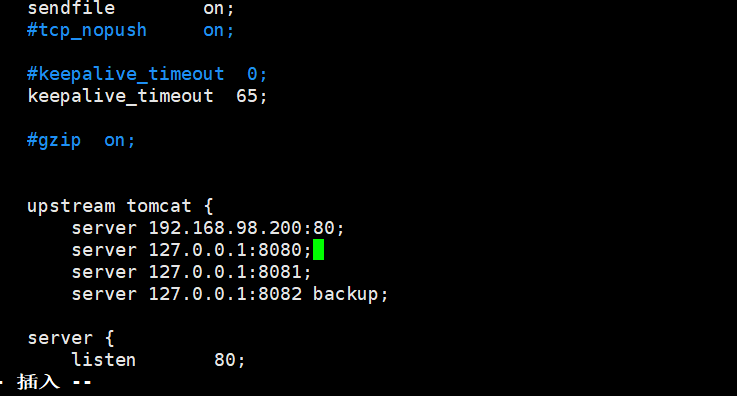 sendfile        on;
#tcp_nopush     on;
#keepalive_timeout  0;
keepalive_timeout  65;
#gzip  on;
upstream tomcat {
    server 192.168.98.200:80;
    server 127.0.0.1:8080;
    server 127.0.0.1:8081;
    server 127.0.0.1:8082 backup;
server {
    listen       80;
- 插入 --